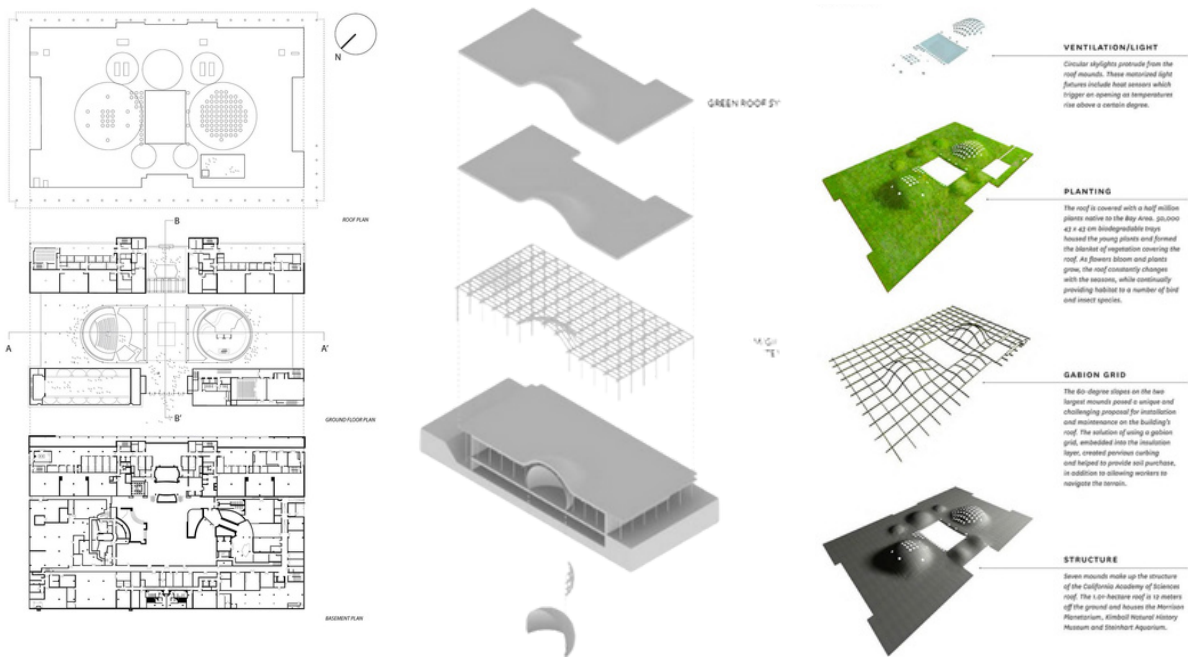 N
ROOF PLAN
B
A
A'
B'
GROUND FLOOR PLAN
BASEMENT PLAN
GREEN ROOF SY
VENTILATION/LIGHT
Circular skylights protrude from the
roof mounds. These motorized light
fixtures include heat sensors which
trigger an opening as temperatures
rise above a certain degree.
PLANTING
The roof is covered with a half million
plants native to the Bay Area. 50,000
43 x 43 cm biodegradable trays
housed the young plants and formed
the blanket of vegetation covering the
roof. As flowers bloom and plants
grow, the roof constantly changes
with the seasons, while continually
providing habitat to a number of bird
and insect species.
GABION GRID
The 60-degree slopes on the two
largest mounds posed a unique and
challenging proposal for installation
and maintenance on the building's
roof. The solution of using a gabion
grid, embedded into the insulation
layer, created pervious curbing
and helped to provide soil purchase,
in addition to allowing workers to
navigate the terrain.
STRUCTURE
Seven mounds make up the structure
of the California Academy of Sciences
roof. The 1.01-hectare roof is 12 meters
off the ground and houses the Morrison
Planetarium, Kimball Natural History
Museum and Steinhart Aquarium.